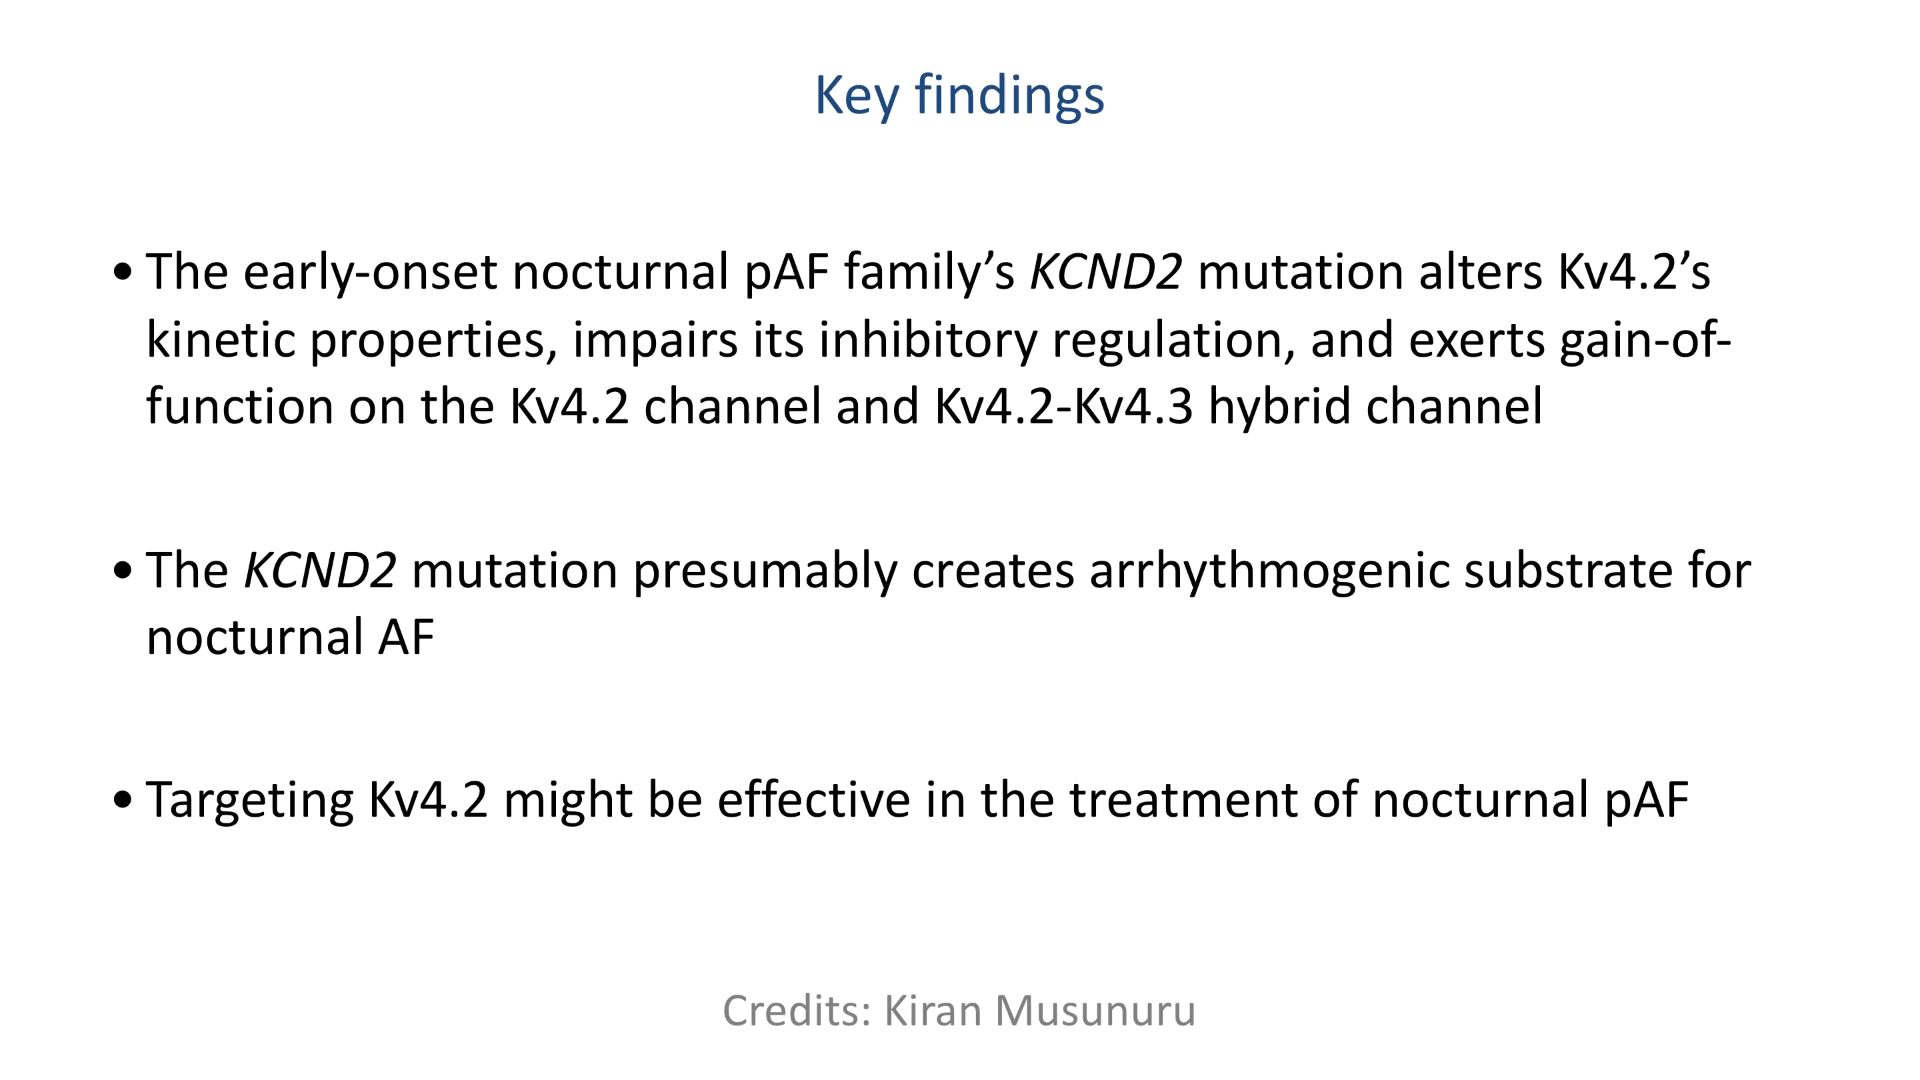 Key findings
• The early-onset nocturnal pAF family’s KCND2 mutation alters Kv4.2’s
kinetic properties, impairs its inhibitory regulation, and exerts gain-of-
function on the Kv4.2 channel and Kv4.2-Kv4.3 hybrid channel
• The KCND2 mutation presumably creates arrhythmogenic substrate for
nocturnal AF
• Targeting Kv4.2 might be effective in the treatment of nocturnal pAF
Credits: Kiran Musunuru